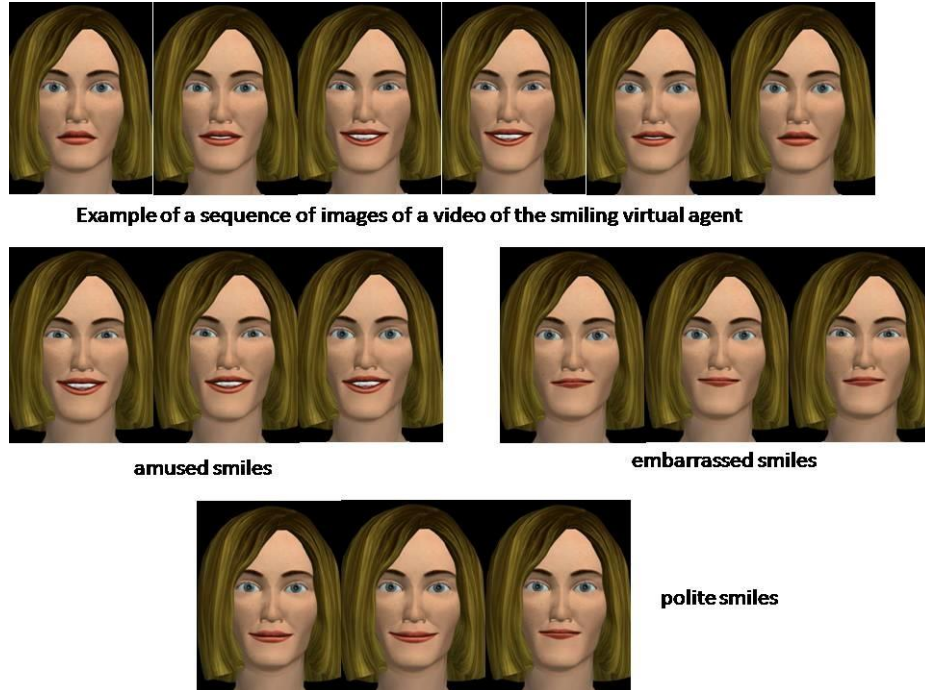 Example of a sequence of images of a video of the smiling virtual agent
amused smiles
embarrassed smiles
polite smiles